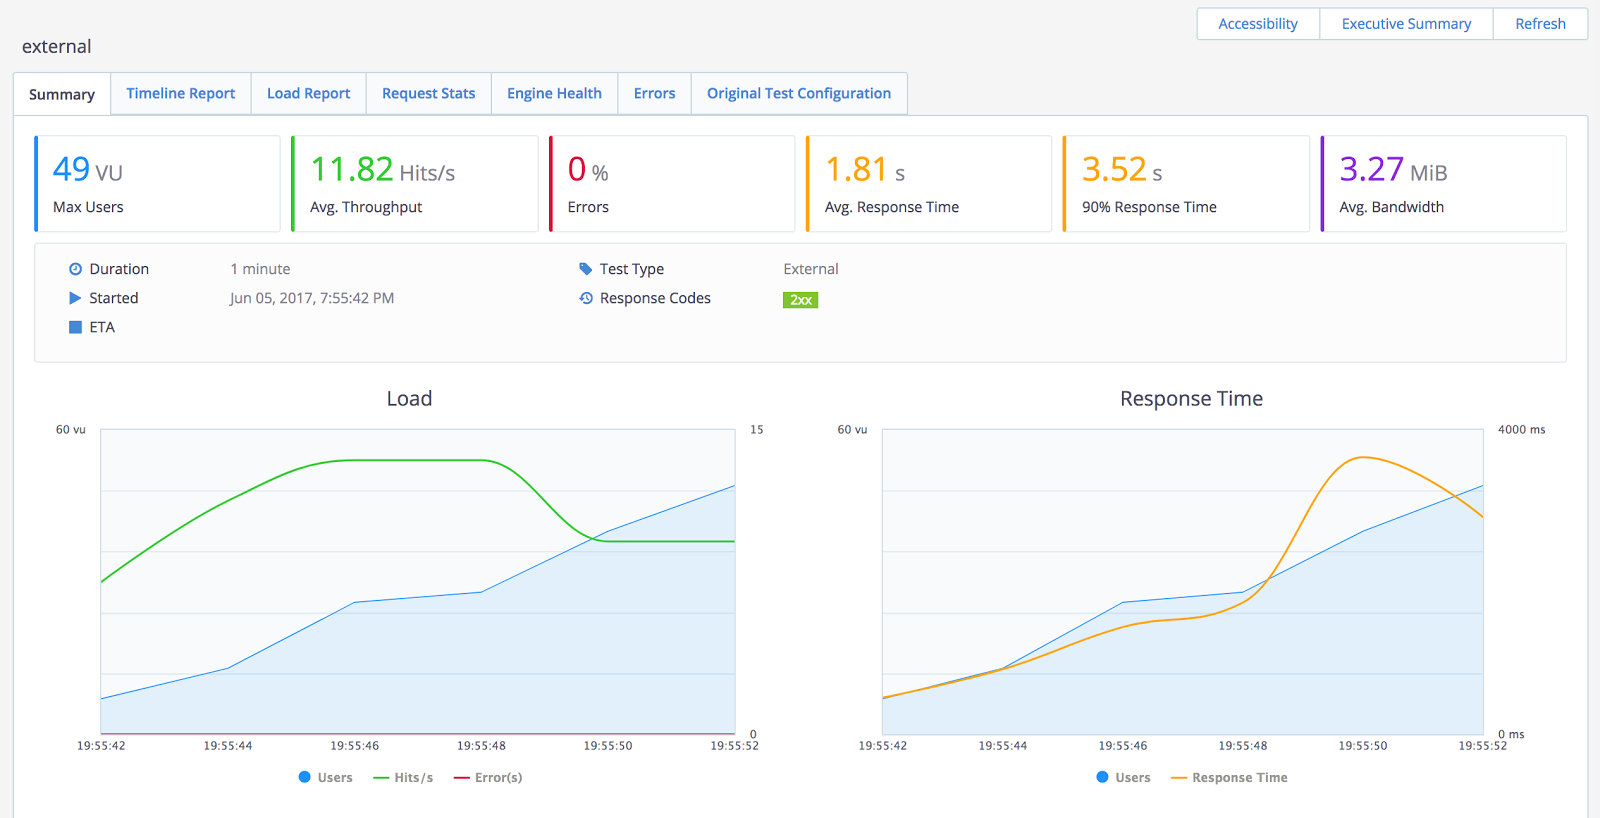 Accessibility Executive Summary Refresh
external
Summary Timeline Report Load Report Request Stats Engine Health Errors Original Test Configuration
49 VU 11.82 Hits/s 0 % 1.81 s 3.52 s 3.27 MiB
Max Users Avg. Throughput Errors Avg. Response Time 90% Response Time Avg. Bandwidth
Duration 1 minute Test Type External
Started Jun 05, 2017, 7:55:42 PM Response Codes 2xx
ETA
Load Response Time
60 vu 15 60 vu 4000 ms
0 0 ms
19:55:42 19:55:44 19:55:46 19:55:48 19:55:50 19:55:52 19:55:42 19:55:44 19:55:46 19:55:48 19:55:50 19:55:52
Users Hits/s Error(s) Users Response Time